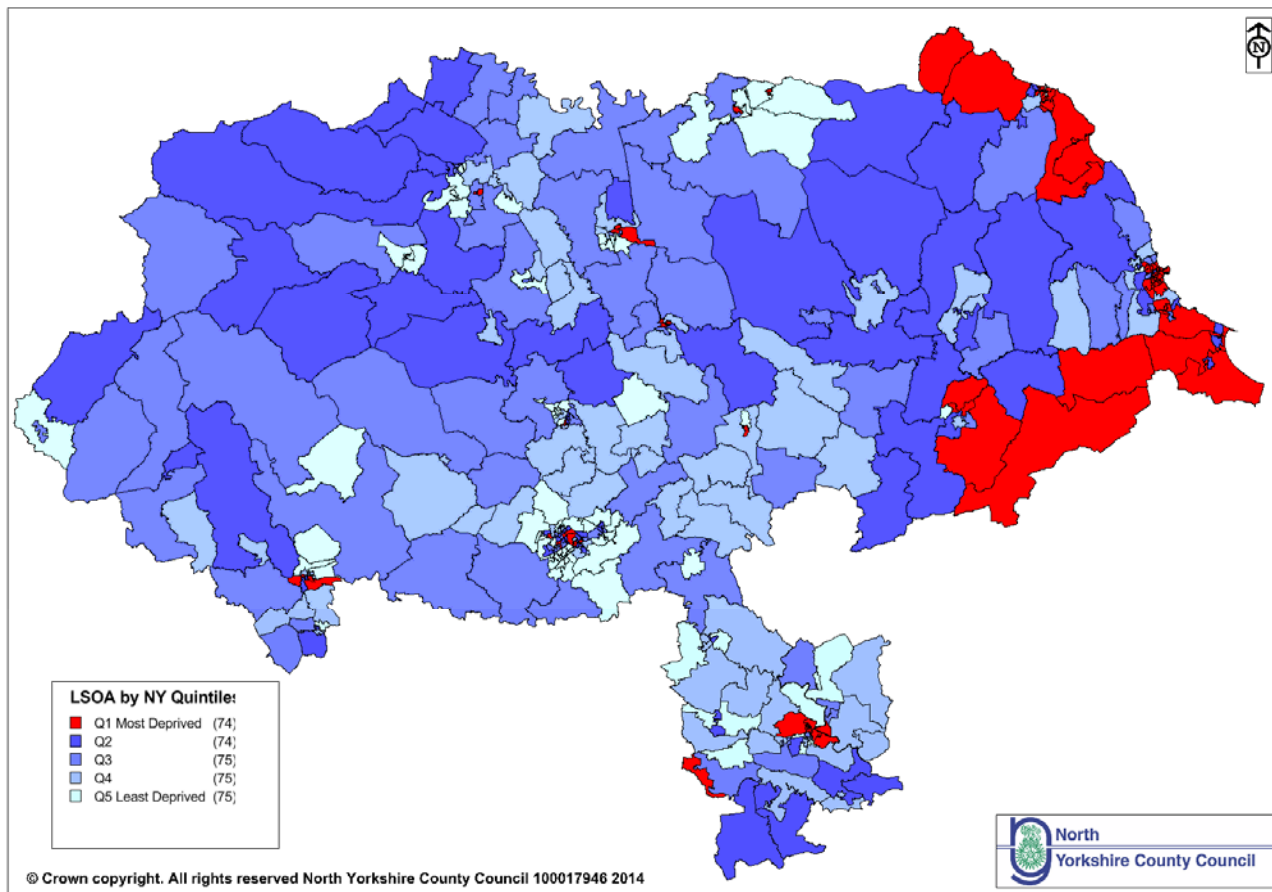 N
LSOA by NY Quintiles
Q1 Most Deprived (74)
Q2 (74)
Q3 (75)
Q4 (75)
Q5 Least Deprived (75)
North
Yorkshire County Council
© Crown copyright. All rights reserved North Yorkshire County Council 100017946 2014